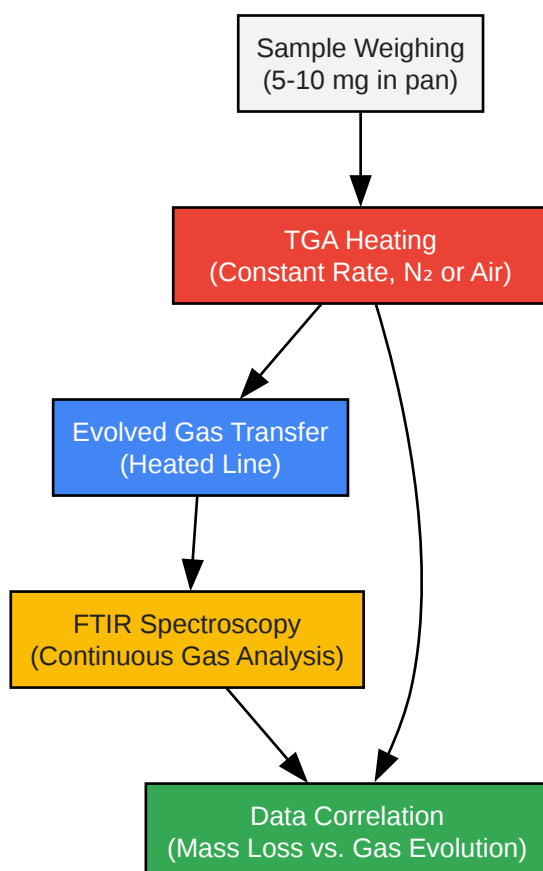 Sample Weighing
(5-10 mg in pan)
TGA Heating
(Constant Rate, N₂ or Air)
Evolved Gas Transfer
(Heated Line)
FTIR Spectroscopy
(Continuous Gas Analysis)
Data Correlation
(Mass Loss vs. Gas Evolution)